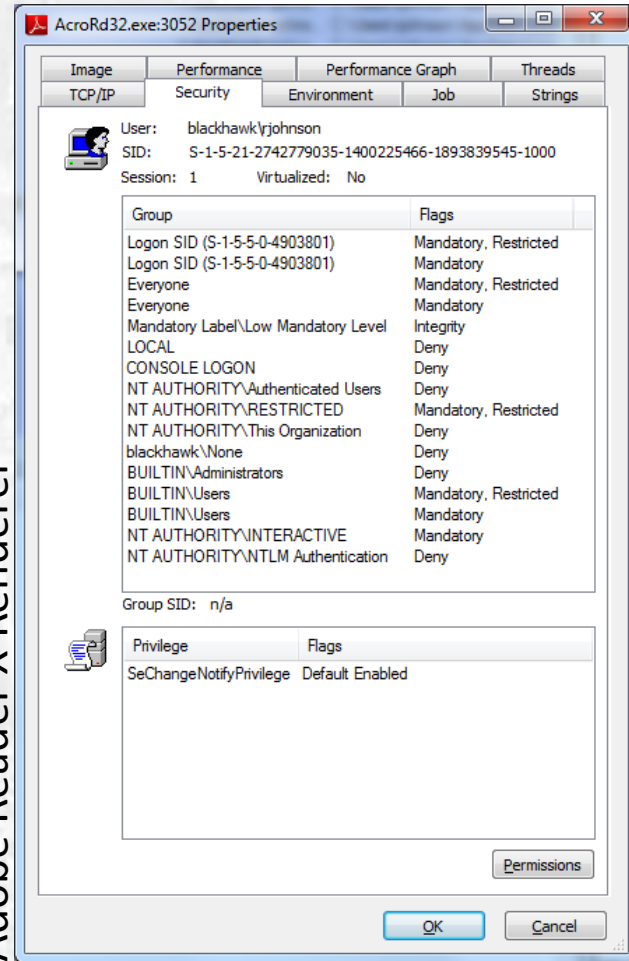 AcroRd32.exe:3052 Properties
Image Performance Performance Graph Threads
TCP/IP Security Environment Job Strings
User: blackhawk\rjohnson
SID: S-1-5-21-2742779035-1400225466-1893839545-1000
Session: 1 Virtualized: No
Group Flags
Logon SID (S-1-5-5-0-4903801) Mandatory, Restricted
Logon SID (S-1-5-5-0-4903801) Mandatory
Everyone Mandatory, Restricted
Everyone Mandatory
Mandatory Label\Low Mandatory Level Integrity
LOCAL Deny
CONSOLE LOGON Deny
NT AUTHORITY\Authenticated Users Deny
NT AUTHORITY\RESTRICTED Mandatory, Restricted
NT AUTHORITY\This Organization Deny
blackhawk\None Deny
BUILTIN\Administrators Deny
BUILTIN\Users Mandatory, Restricted
BUILTIN\Users Mandatory
NT AUTHORITY\INTERACTIVE Mandatory
NT AUTHORITY\NTLM Authentication Deny
Group SID: n/a
Privilege Flags
SeChangeNotifyPrivilege Default Enabled
Permissions
OK Cancel
Adobe Reader X Renderer